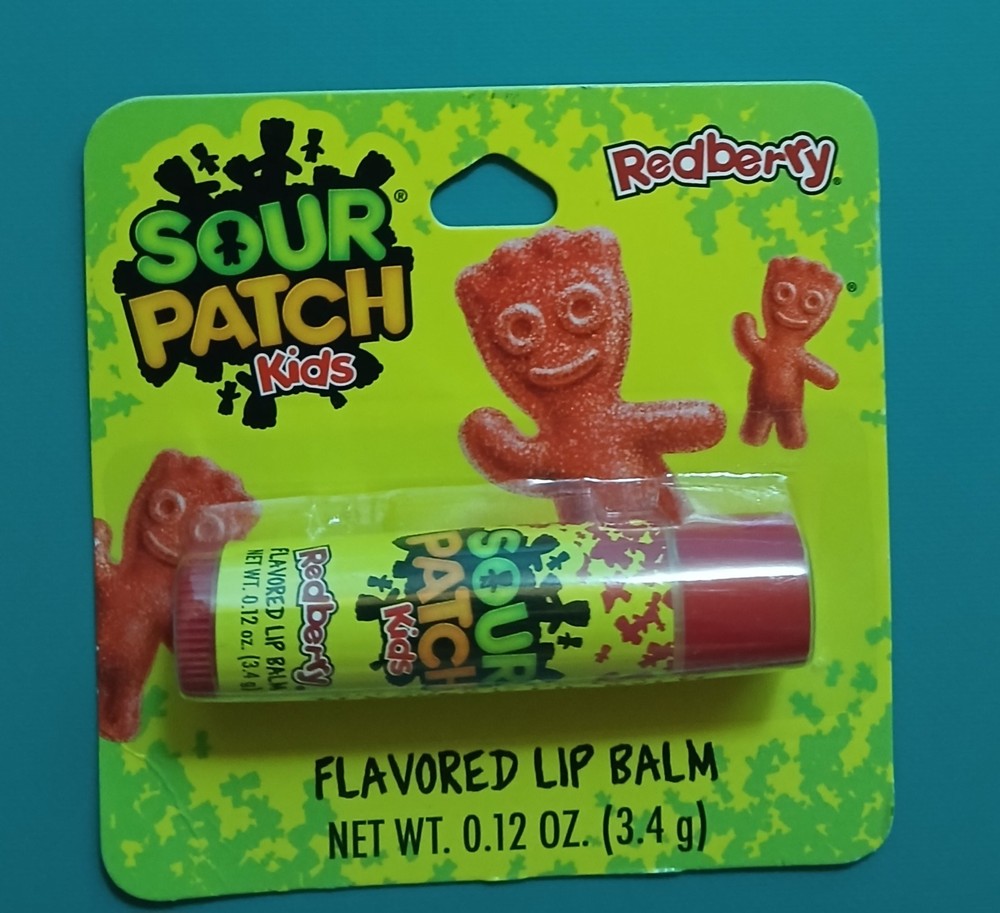 SOUR®
PATCH
Kids
Redberry®
®
SOUR
PATCH
Kids
Redberry®
FLAVORED LIP BALM
NET WT. 0.12 oz. (3.4 g)
FLAVORED LIP BALM
NET WT. 0.12 OZ. (3.4 g)